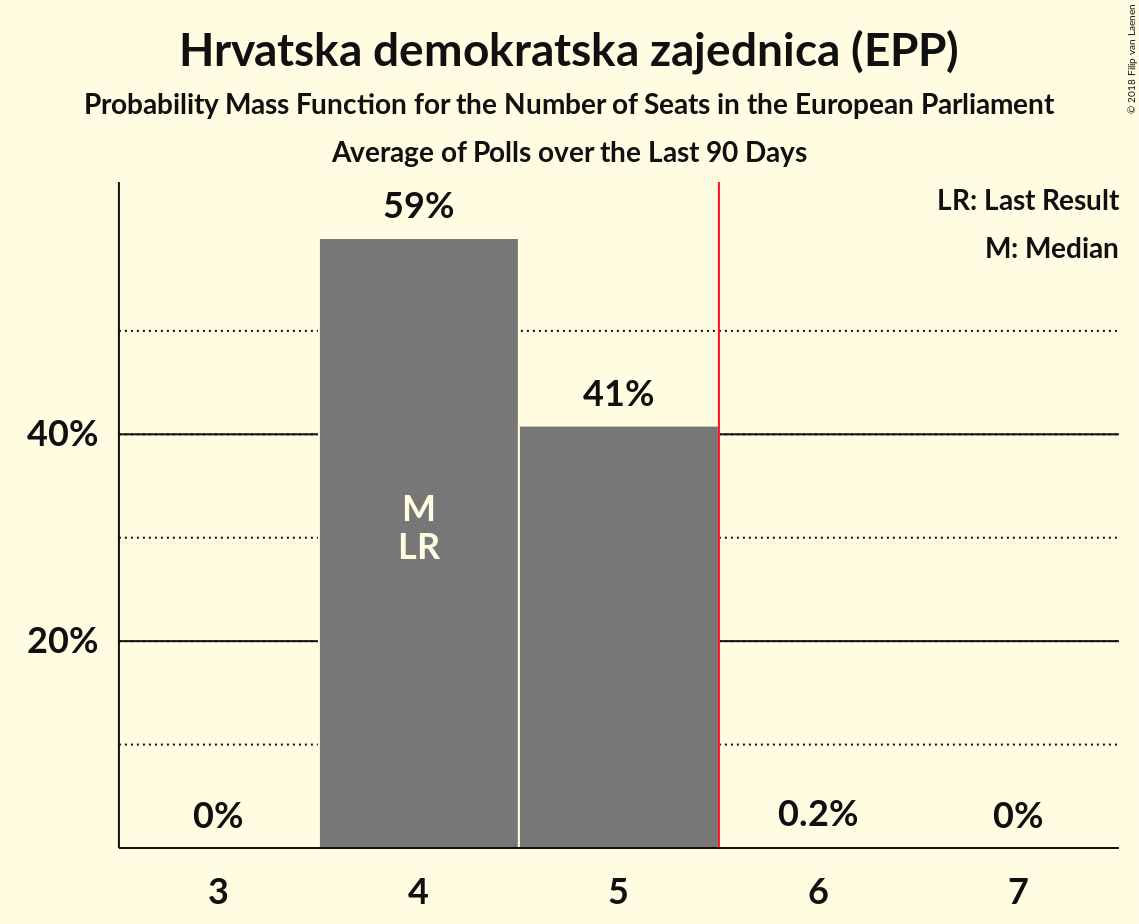 Hrvatska demokratska zajednica (EPP)
Probability Mass Function for the Number of Seats in the European Parliament
Average of Polls over the Last 90 Days
© 2018 Filip van Laenen
LR: Last Result
M: Median
59%
41%
40%
M
LR
20%
0%
0.2%
0%
3
4
5
6
7